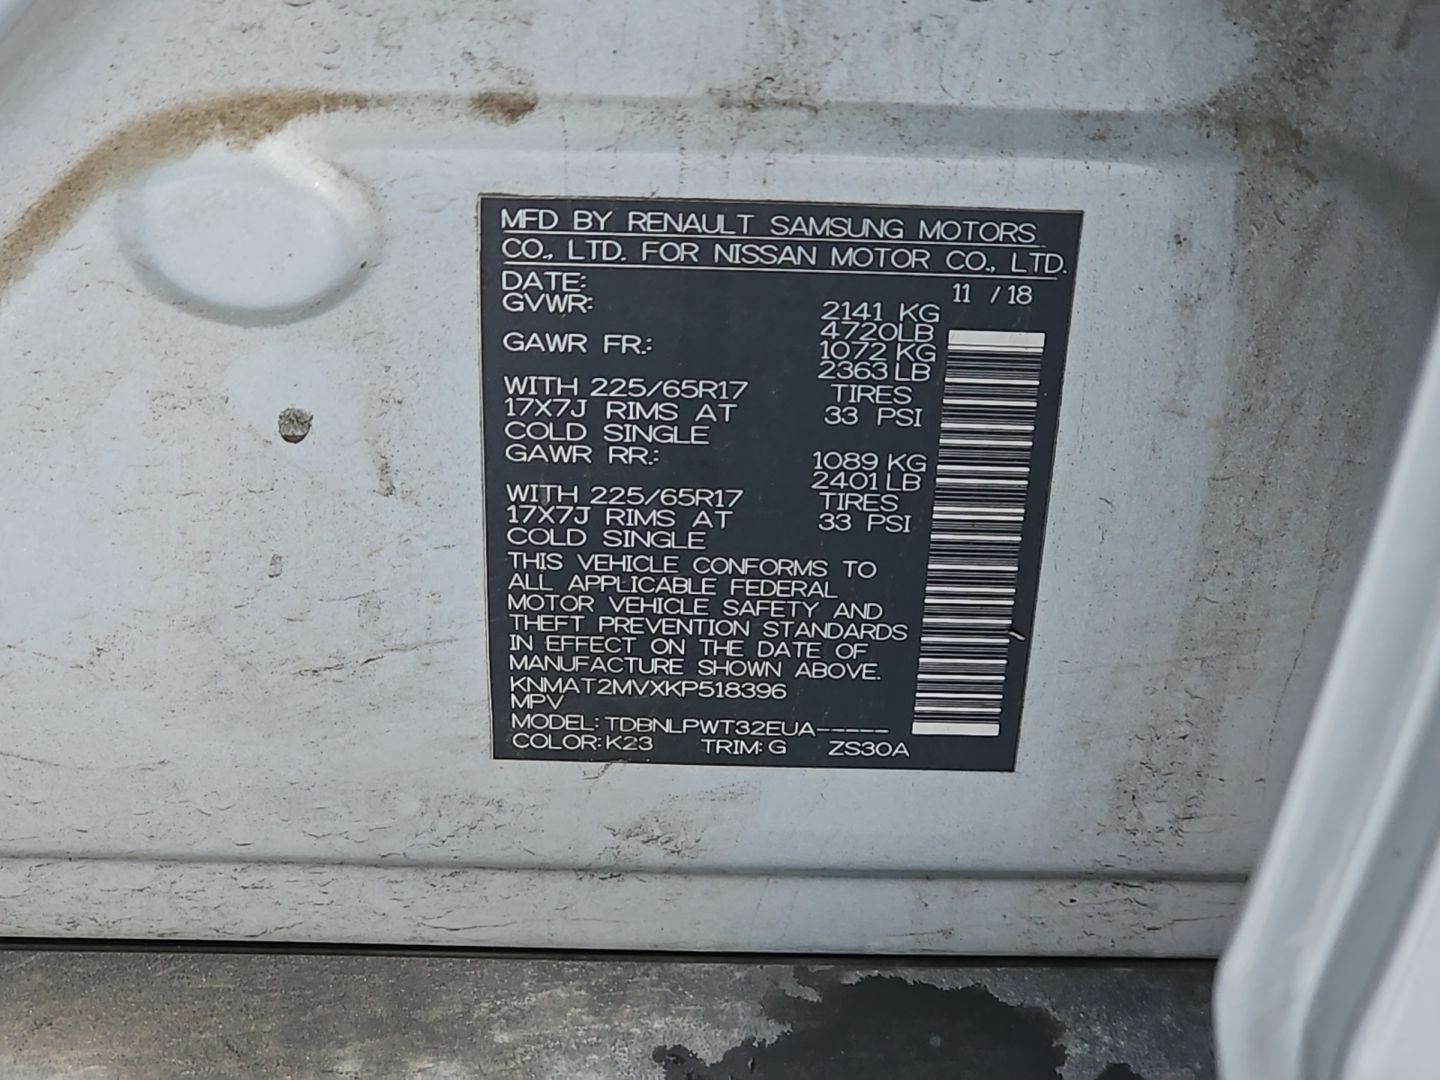 MFD BY RENAULT SAMSUNG MOTORS
CO., LTD. FOR NISSAN MOTOR CO., LTD.
DATE: 11 / 18
GVWR: 2141 KG
4720LB
GAWR FR.: 1072 KG
2363 LB
WITH 225/65R17 TIRES
17X7J RIMS AT 33 PSI
COLD SINGLE
GAWR RR.: 1089 KG
2401 LB
WITH 225/65R17 TIRES
17X7J RIMS AT 33 PSI
COLD SINGLE
THIS VEHICLE CONFORMS TO
ALL APPLICABLE FEDERAL
MOTOR VEHICLE SAFETY AND
THEFT PREVENTION STANDARDS
IN EFFECT ON THE DATE OF
MANUFACTURE SHOWN ABOVE.
KNMAT2MVXKP518396
MPV
MODEL: TDBNLPWT32EUA-----
COLOR: K23 TRIM: G ZS30A